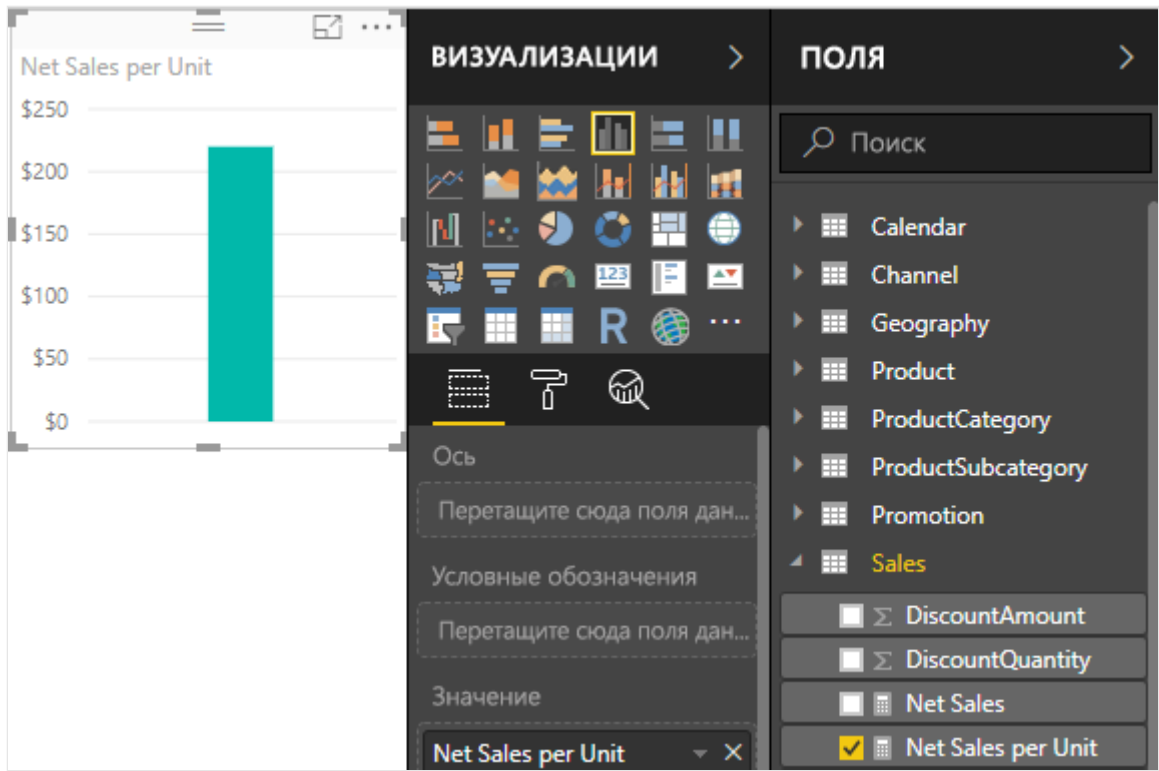 Net Sales per Unit
$250
$200
$150
$100
$50
$0
ВИЗУАЛИЗАЦИИ
123
R
Ось
Перетащите сюда поля дан...
Условные обозначения
Перетащите сюда поля дан...
Значение
Net Sales per Unit
ПОЛЯ
Поиск
Calendar
Channel
Geography
Product
ProductCategory
ProductSubcategory
Promotion
Sales
∑ DiscountAmount
∑ DiscountQuantity
Net Sales
Net Sales per Unit